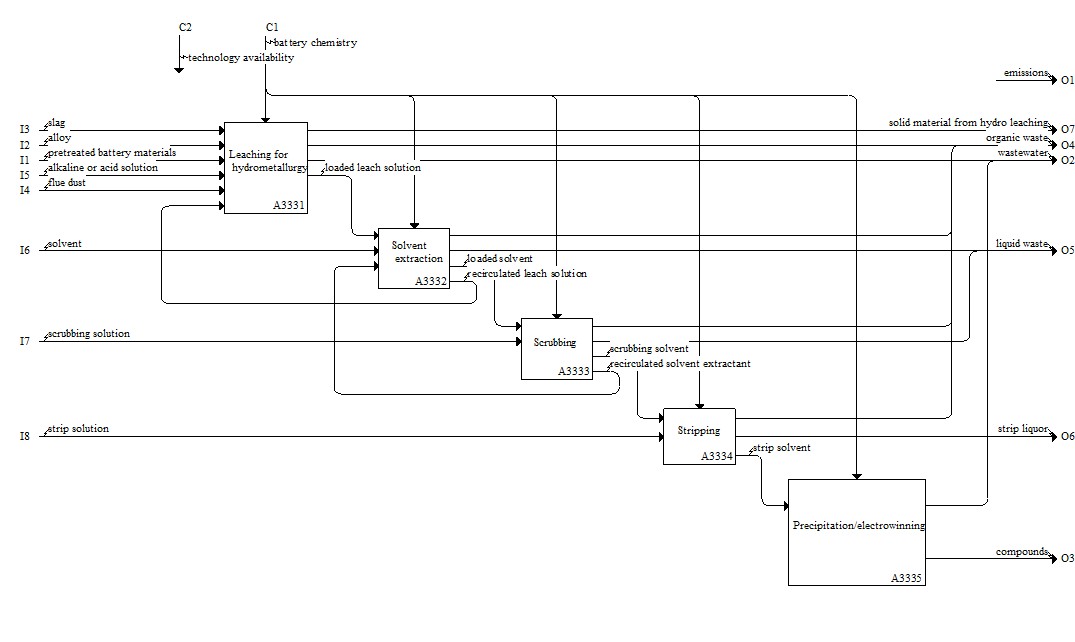 C2
C1
battery chemistry
technology availability
emissions
O1
I3
slag
solid material from hydro leaching
O7
I2
alloy
organic waste
O4
I1
pretreated battery materials
wastewater
O2
I5
alkaline or acid solution
I4
flue dust
Leaching for
hydrometallurgy
A3331
loaded leach solution
I6
solvent
Solvent
extraction
A3332
liquid waste
O5
loaded solvent
recirculated leach solution
I7
scrubbing solution
Scrubbing
A3333
scrubbing solvent
recirculated solvent extractant
I8
strip solution
Stripping
A3334
strip liquor
O6
strip solvent
Precipitation/electrowinning
A3335
compounds
O3